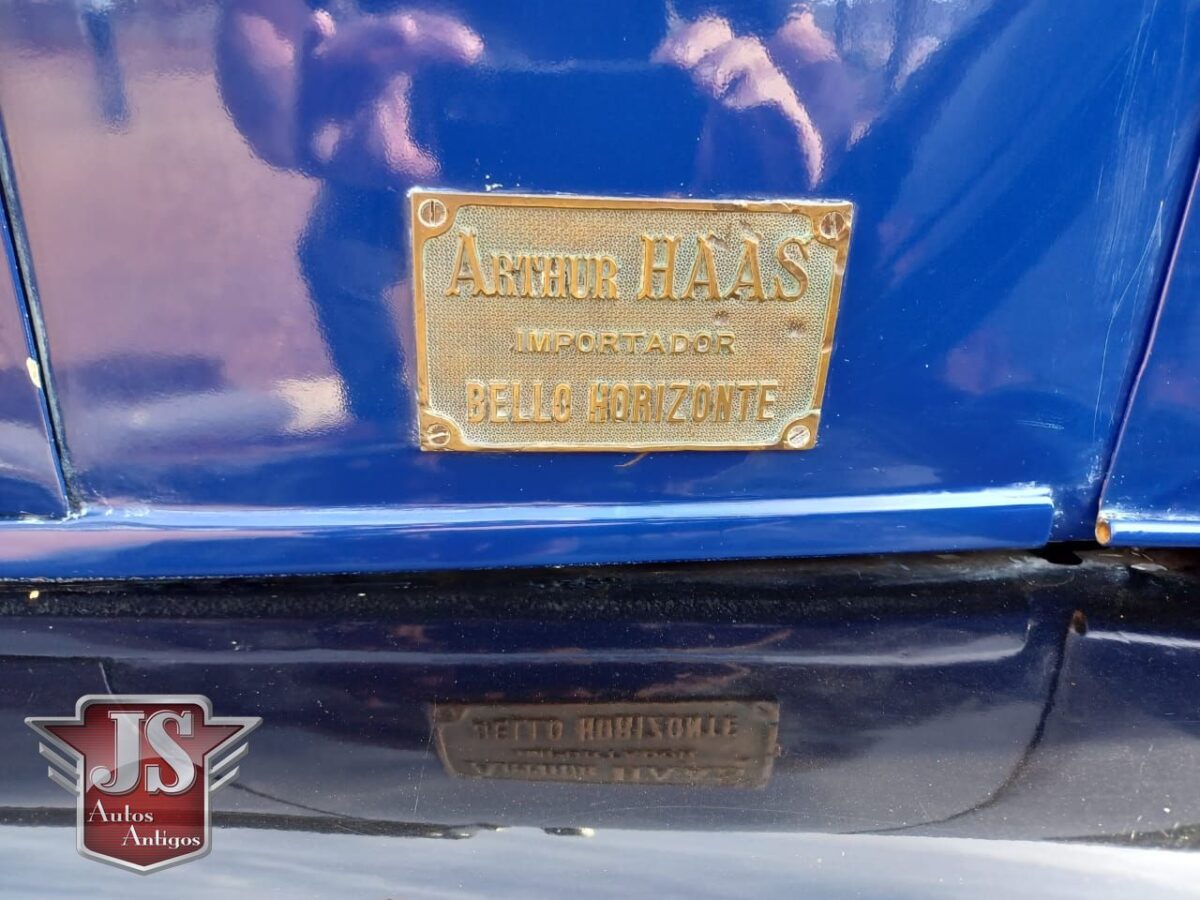 Arthur HAAS
IMPORTADOR
BELLO HORIZONTE
JS
Autos
Antigos